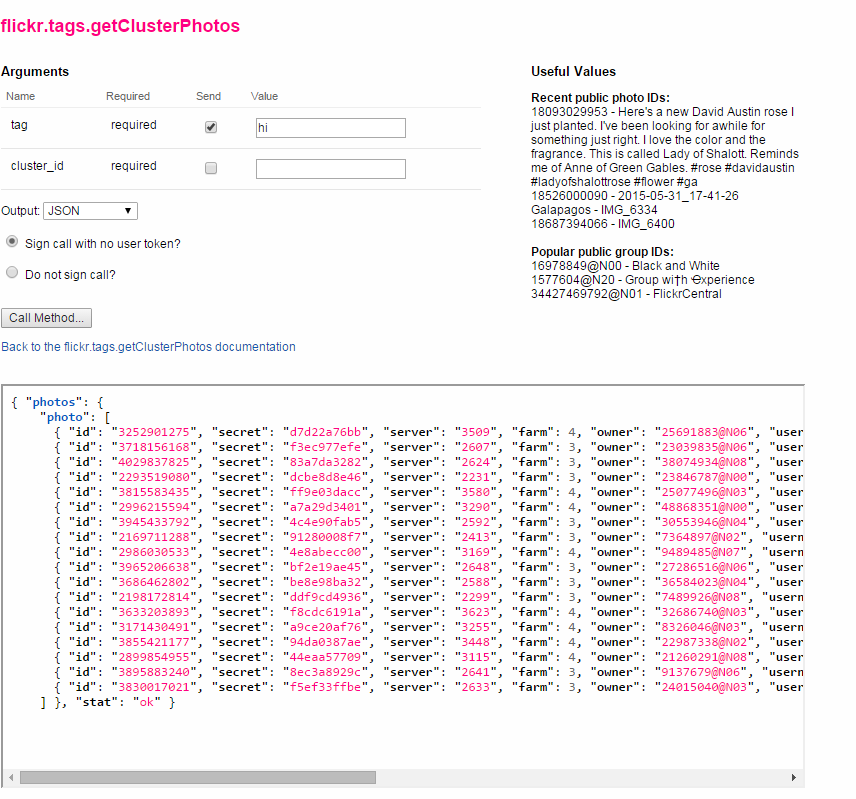 flickr.tags.getClusterPhotos
Arguments
Name Required Send Value
tag required hi
cluster_id required
Output: JSON
Sign call with no user token?
Do not sign call?
Call Method...
Back to the flickr.tags.getClusterPhotos documentation
Useful Values
Recent public photo IDs:
18093029953 - Here's a new David Austin rose I
just planted. I've been looking for awhile for
something just right. I love the color and the
fragrance. This is called Lady of Shalott. Reminds
me of Anne of Green Gables. #rose #davidaustin
#ladyofshalottrose #flower #ga
18526000090 - 2015-05-31_17-41-26
Galapagos - IMG_6334
18687394066 - IMG_6400
Popular public group IDs:
16978849@N00 - Black and White
1577604@N20 - Group wi†h Є×perience
34427469792@N01 - FlickrCentral
{ "photos": {
"photo": [
{ "id": "3252901275", "secret": "d7d22a76bb", "server": "3509", "farm": 4, "owner": "25691883@N06", "user
{ "id": "3718156168", "secret": "f3ec977efe", "server": "2607", "farm": 3, "owner": "23039835@N06", "user
{ "id": "4029837825", "secret": "83a7da3282", "server": "2624", "farm": 3, "owner": "38074934@N08", "user
{ "id": "2293519080", "secret": "dcbe8d8e46", "server": "2231", "farm": 3, "owner": "23846787@N00", "user
{ "id": "3815583435", "secret": "ff9e03dacc", "server": "3580", "farm": 4, "owner": "25077496@N03", "user
{ "id": "2996215594", "secret": "a7a29d3401", "server": "3290", "farm": 4, "owner": "48868351@N00", "user
{ "id": "3945433792", "secret": "4c4e90fab5", "server": "2592", "farm": 3, "owner": "30553946@N04", "user
{ "id": "2169711288", "secret": "91280008f7", "server": "2413", "farm": 3, "owner": "7364897@N02", "usern
{ "id": "2986030533", "secret": "4e8abecc00", "server": "3169", "farm": 4, "owner": "9489485@N07", "usern
{ "id": "3965206638", "secret": "bf2e19ae45", "server": "2648", "farm": 3, "owner": "27286516@N06", "user
{ "id": "3686462802", "secret": "be8e98ba32", "server": "2588", "farm": 3, "owner": "36584023@N04", "user
{ "id": "2198172814", "secret": "ddf9cd4936", "server": "2299", "farm": 3, "owner": "7489926@N08", "usern
{ "id": "3633203893", "secret": "f8cdc6191a", "server": "3623", "farm": 4, "owner": "32686740@N03", "user
{ "id": "3171430491", "secret": "a9ce20af76", "server": "3255", "farm": 4, "owner": "8326046@N03", "usern
{ "id": "3855421177", "secret": "94da0387ae", "server": "3448", "farm": 4, "owner": "22987338@N02", "user
{ "id": "2899854955", "secret": "44eaa57709", "server": "3115", "farm": 4, "owner": "21260291@N08", "user
{ "id": "3895883240", "secret": "8ec3a8929c", "server": "2641", "farm": 3, "owner": "9137679@N06", "usern
{ "id": "3830017021", "secret": "f5ef33ffbe", "server": "2633", "farm": 3, "owner": "24015040@N03", "user
] }, "stat": "ok" }